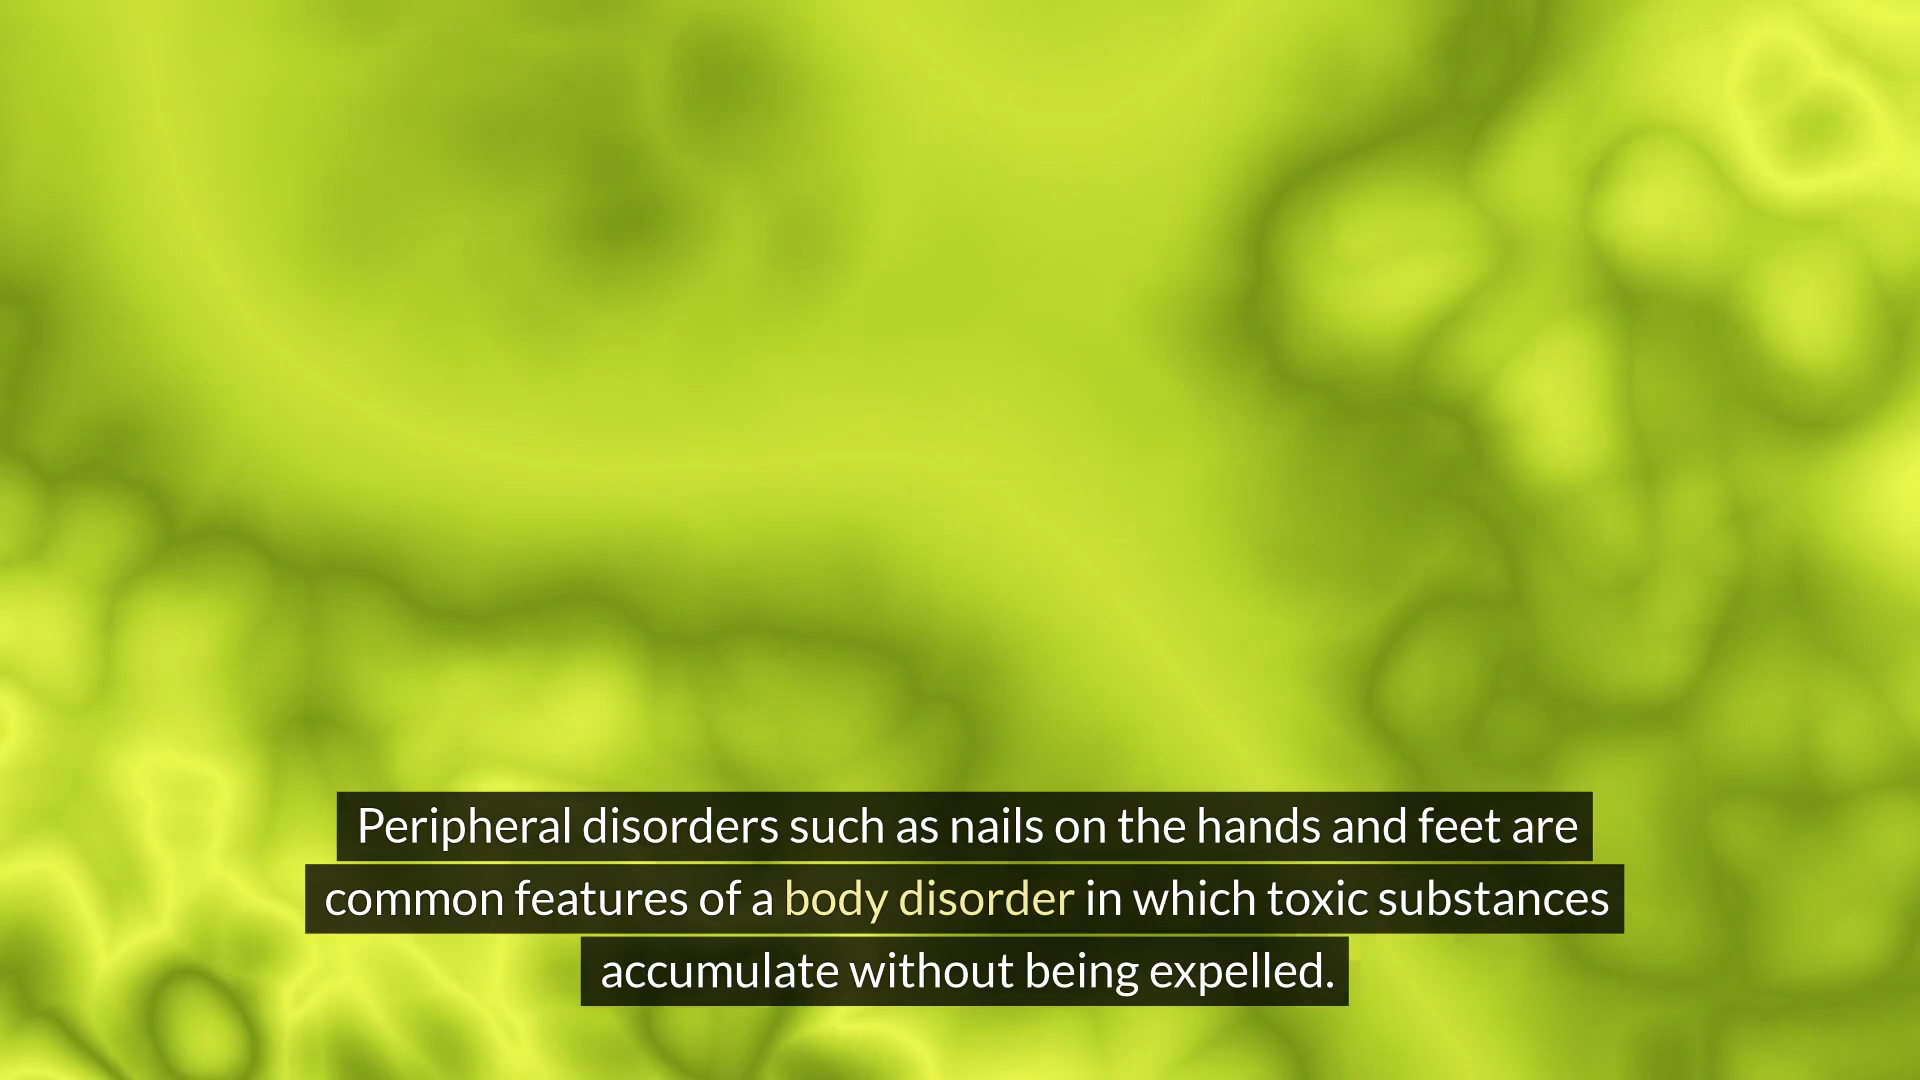 Peripheral disorders such as nails on the hands and feet are
common features of a body disorder in which toxic substances
accumulate without being expelled.